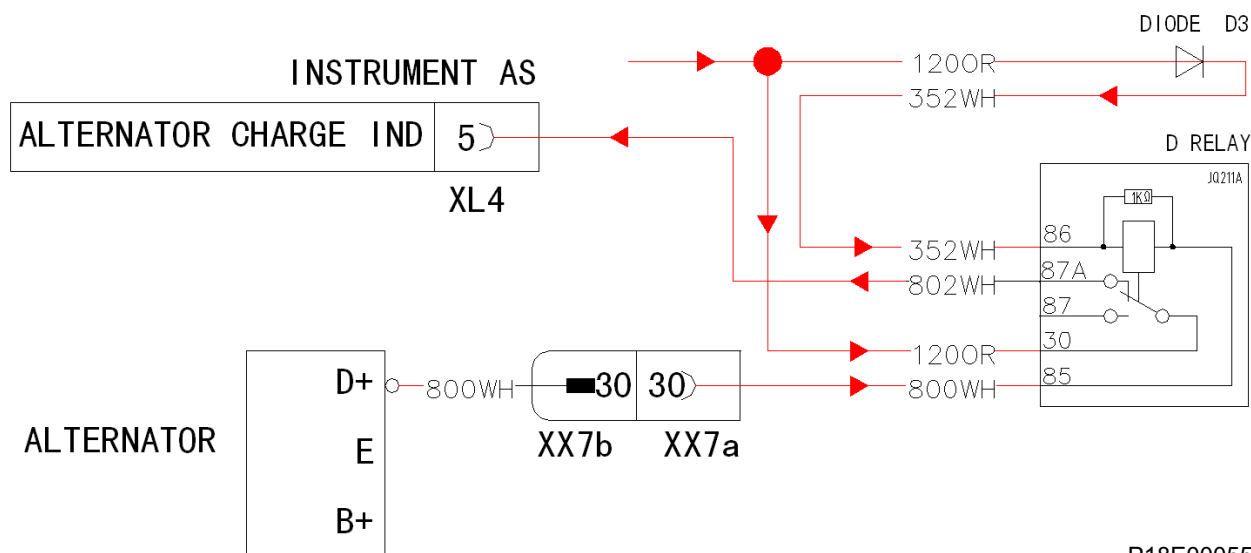 DIODE D3
120OR
INSTRUMENT AS
352WH
ALTERNATOR CHARGE IND 5
D RELAY
JQ211A
XL4
1KΩ
352WH 86
802WH 87A
87
120OR 30
800WH 85
D+ 800WH 30 30
XX7b XX7a
ALTERNATOR
E
B+